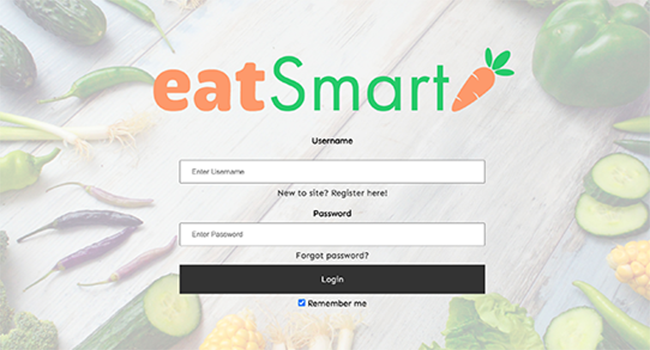 eatSmart
Username
Enter Username
New to site? Register here!
Password
Enter Password
Forgot password?
Login
Remember me